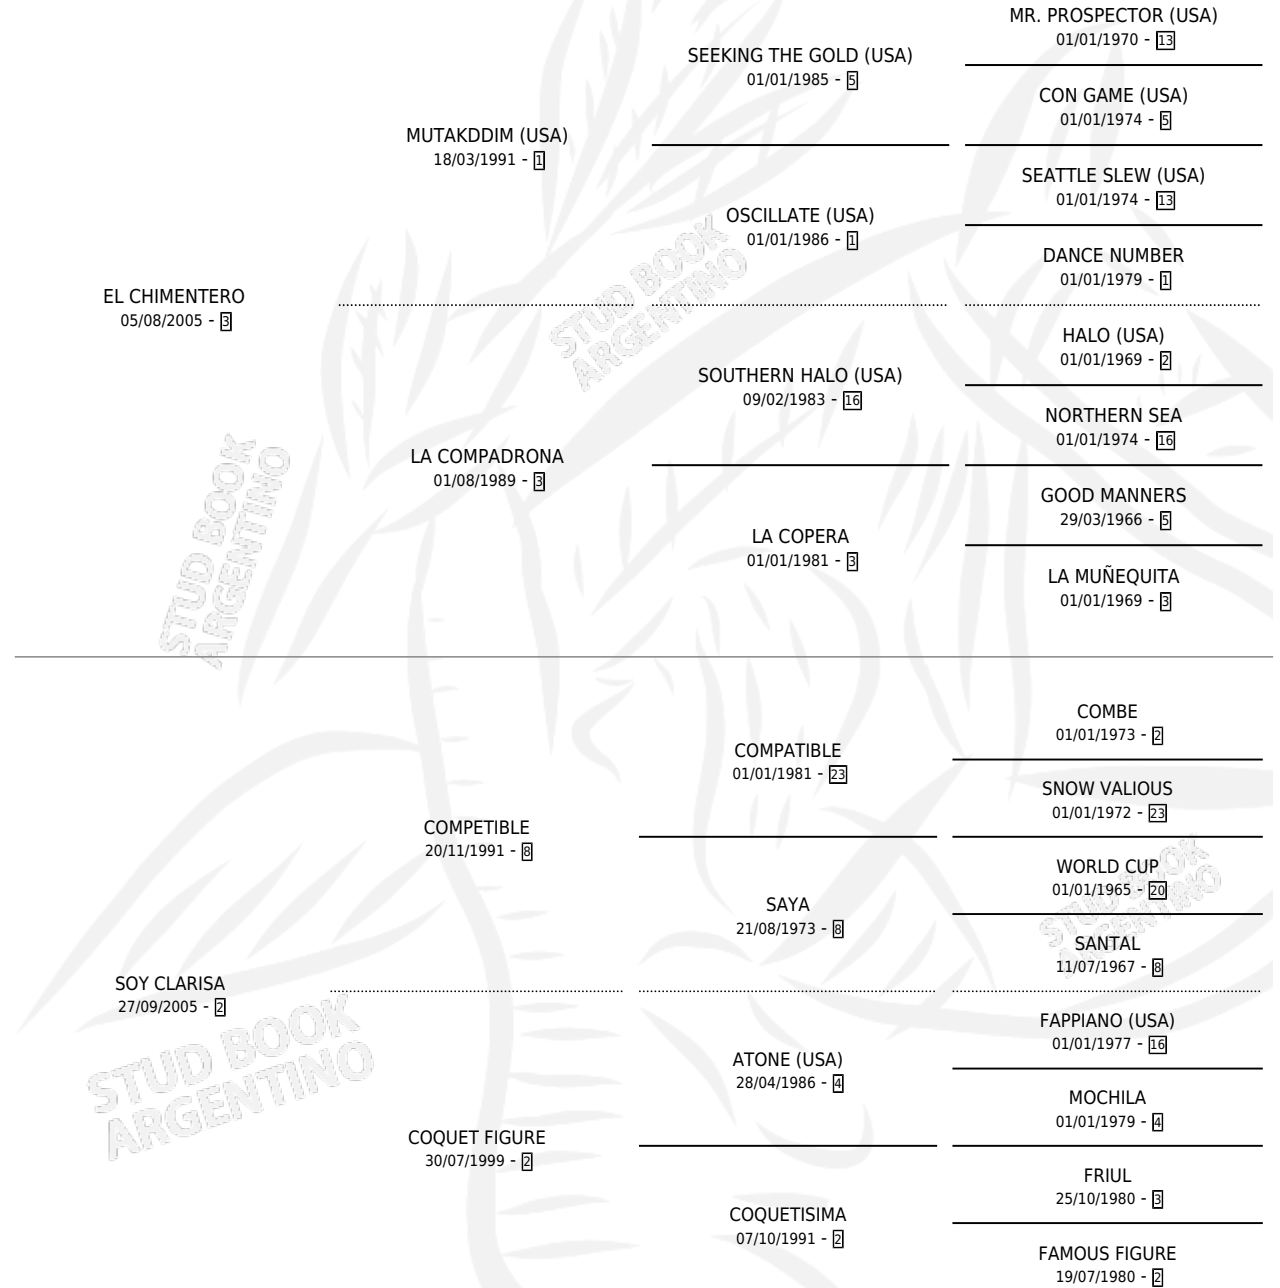 MR. PROSPECTOR (USA)
01/01/1970 - 13
SEEKING THE GOLD (USA)
01/01/1985 - 5
CON GAME (USA)
01/01/1974 - 5
MUTAKDDIM (USA)
18/03/1991 - 1
SEATTLE SLEW (USA)
01/01/1974 - 13
OSCILLATE (USA)
01/01/1986 - 1
DANCE NUMBER
01/01/1979 - 1
EL CHIMENTERO
05/08/2005 - 3
HALO (USA)
01/01/1969 - 2
SOUTHERN HALO (USA)
09/02/1983 - 16
NORTHERN SEA
01/01/1974 - 16
LA COMPADRONA
01/08/1989 - 3
GOOD MANNERS
29/03/1966 - 5
LA COPERA
01/01/1981 - 3
LA MUÑEQUITA
01/01/1969 - 3
COMBE
01/01/1973 - 2
COMPATIBLE
01/01/1981 - 23
SNOW VALIOUS
01/01/1972 - 23
COMPETIBLE
20/11/1991 - 8
WORLD CUP
01/01/1965 - 20
SAYA
21/08/1973 - 8
SANTAL
11/07/1967 - 8
SOY CLARISA
27/09/2005 - 2
FAPPIANO (USA)
01/01/1977 - 16
ATONE (USA)
28/04/1986 - 4
MOCHILA
01/01/1979 - 4
COQUET FIGURE
30/07/1999 - 2
FRIUL
25/10/1980 - 3
COQUETISIMA
07/10/1991 - 2
FAMOUS FIGURE
19/07/1980 - 2
STUD BOOK
ARGENTINO
STUD BOOK
ARGENTINO
STUD BOOK
ARGENTINO
STUD BOOK
ARGENTINO